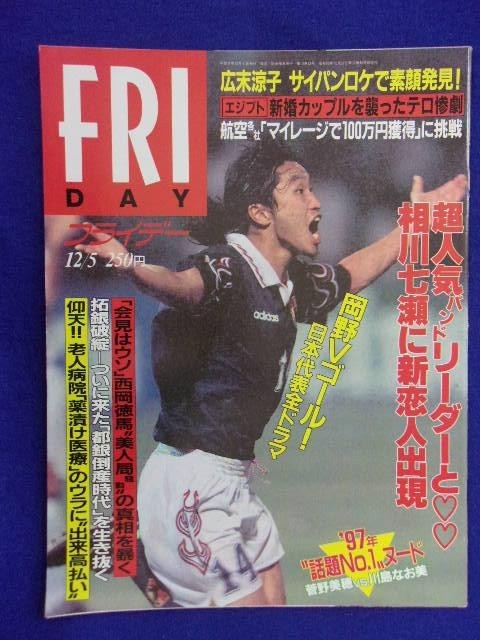 FRI
DAY
フライデー
12/5 250円
広末涼子 サイパンロケで素顔発見!
エジプト 新婚カップルを襲ったテロ惨劇
航空各社「マイレージで100万円獲得」に挑戦
超人気バンドリーダーと♡♡
相川七瀬に新恋人出現
岡野Vゴール!
日本代表全ドラマ
adidas
14
「会見はウソ」西岡徳馬“美人局騒動”の真相を暴く
拓銀破綻―ついに来た「都銀倒産時代」を生き抜く
仰天!!老人病院「薬漬け医療」のウラに“出来高払い”
'97年
“話題No.1”ヌード
菅野美穂VS川島なお美